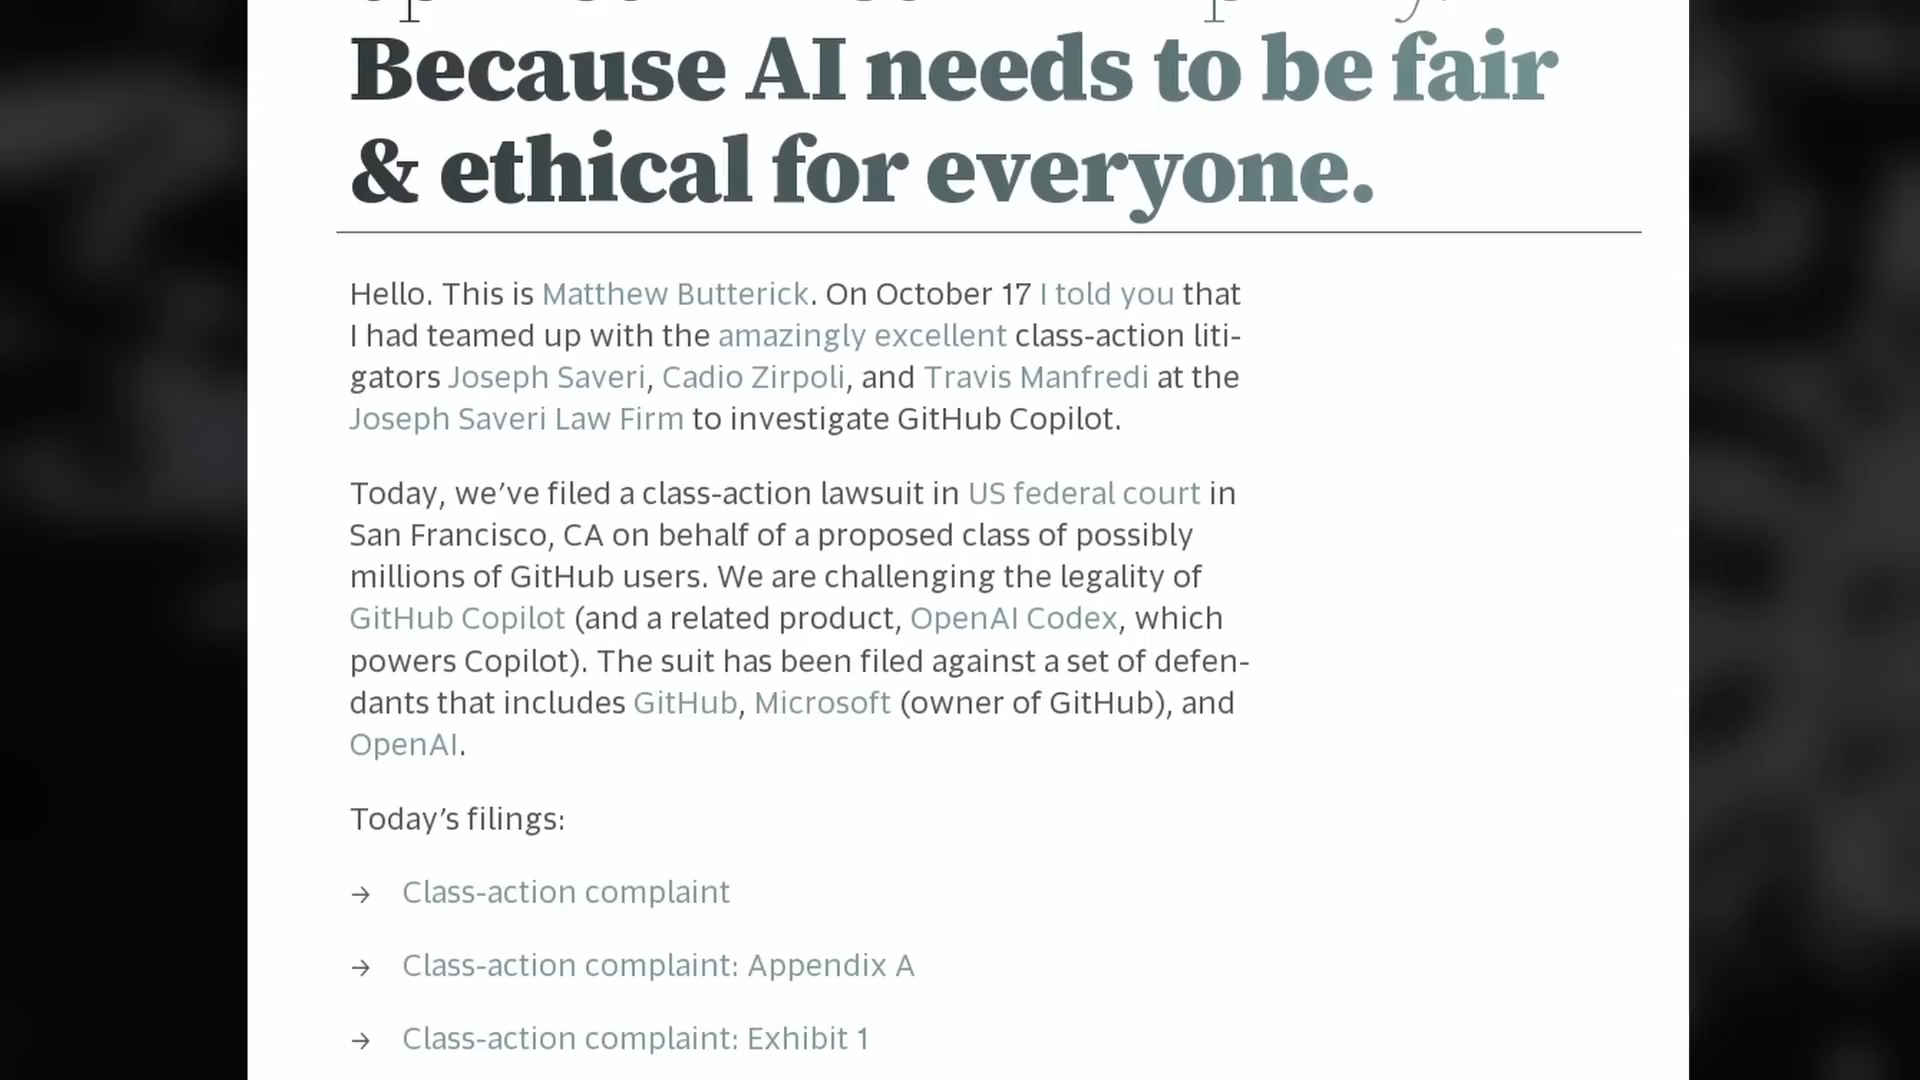 Because AI needs to be fair
& ethical for everyone.
Hello. This is Matthew Butterick. On October 17 I told you that
I had teamed up with the amazingly excellent class-action liti-
gators Joseph Saveri, Cadio Zirpoli, and Travis Manfredi at the
Joseph Saveri Law Firm to investigate GitHub Copilot.
Today, we’ve filed a class-action lawsuit in US federal court in
San Francisco, CA on behalf of a proposed class of possibly
millions of GitHub users. We are challenging the legality of
GitHub Copilot (and a related product, OpenAI Codex, which
powers Copilot). The suit has been filed against a set of defen-
dants that includes GitHub, Microsoft (owner of GitHub), and
OpenAI.
Today’s filings:
→ Class-action complaint
→ Class-action complaint: Appendix A
→ Class-action complaint: Exhibit 1